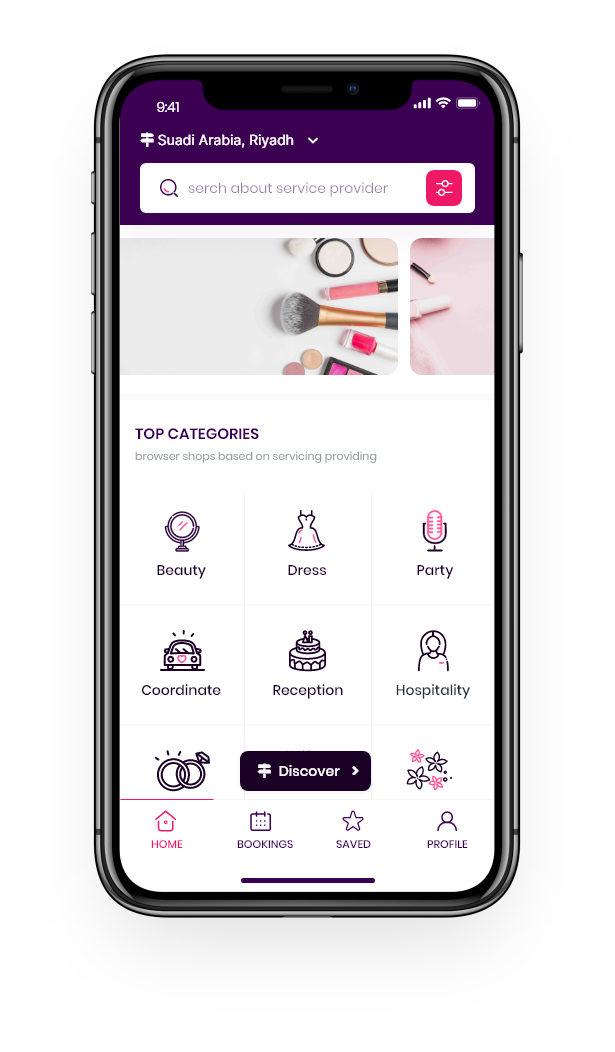 9:41
Suadi Arabia, Riyadh
serch about service provider
TOP CATEGORIES
browser shops based on servicing providing
Beauty
Dress
Party
Coordinate
Reception
Hospitality
Discover
HOME
BOOKINGS
SAVED
PROFILE